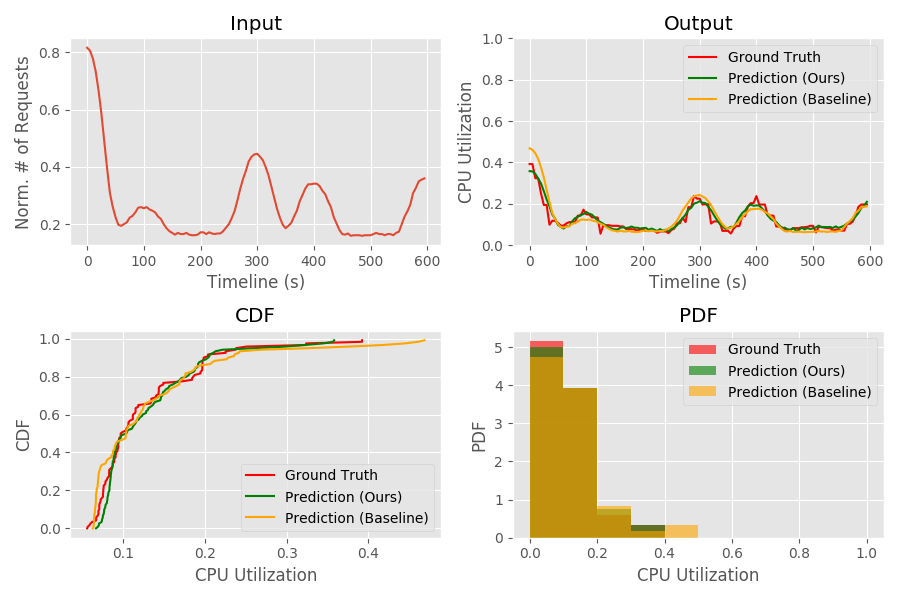 Input
Norm. # of Requests
0.8
0.6
0.4
0.2
0 100 200 300 400 500 600
Timeline (s)
Output
CPU Utilization
1.0
0.8
0.6
0.4
0.2
0.0
Ground Truth
Prediction (Ours)
Prediction (Baseline)
0 100 200 300 400 500 600
Timeline (s)
CDF
CDF
1.0
0.8
0.6
0.4
0.2
0.0
Ground Truth
Prediction (Ours)
Prediction (Baseline)
0.1 0.2 0.3 0.4
CPU Utilization
PDF
PDF
5
4
3
2
1
0
Ground Truth
Prediction (Ours)
Prediction (Baseline)
0.0 0.2 0.4 0.6 0.8 1.0
CPU Utilization